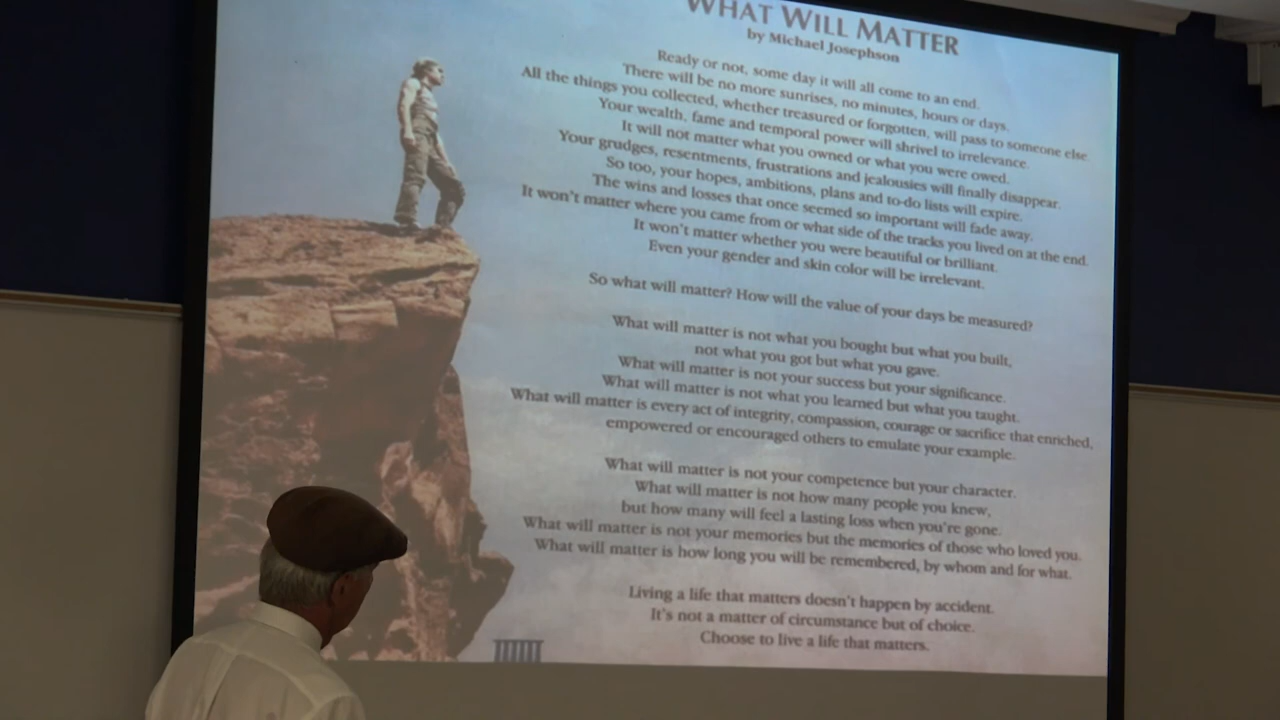 WHAT WILL MATTER
by Michael Josephson
Ready or not, some day it will all come to an end.
There will be no more sunrises, no minutes, hours or days.
All the things you collected, whether treasured or forgotten, will pass to someone else.
Your wealth, fame and temporal power will shrivel to irrelevance.
It will not matter what you owned or what you were owed.
Your grudges, resentments, frustrations and jealousies will finally disappear.
So too, your hopes, ambitions, plans and to-do lists will expire.
The wins and losses that once seemed so important will fade away.
It won't matter where you came from or what side of the tracks you lived on at the end.
It won't matter whether you were beautiful or brilliant.
Even your gender and skin color will be irrelevant.
So what will matter? How will the value of your days be measured?
What will matter is not what you bought but what you built,
not what you got but what you gave.
What will matter is not your success but your significance.
What will matter is not what you learned but what you taught.
What will matter is every act of integrity, compassion, courage or sacrifice that enriched,
empowered or encouraged others to emulate your example.
What will matter is not your competence but your character.
What will matter is not how many people you knew,
but how many will feel a lasting loss when you're gone.
What will matter is not your memories but the memories of those who loved you.
What will matter is how long you will be remembered, by whom and for what.
Living a life that matters doesn't happen by accident.
It's not a matter of circumstance but of choice.
Choose to live a life that matters.